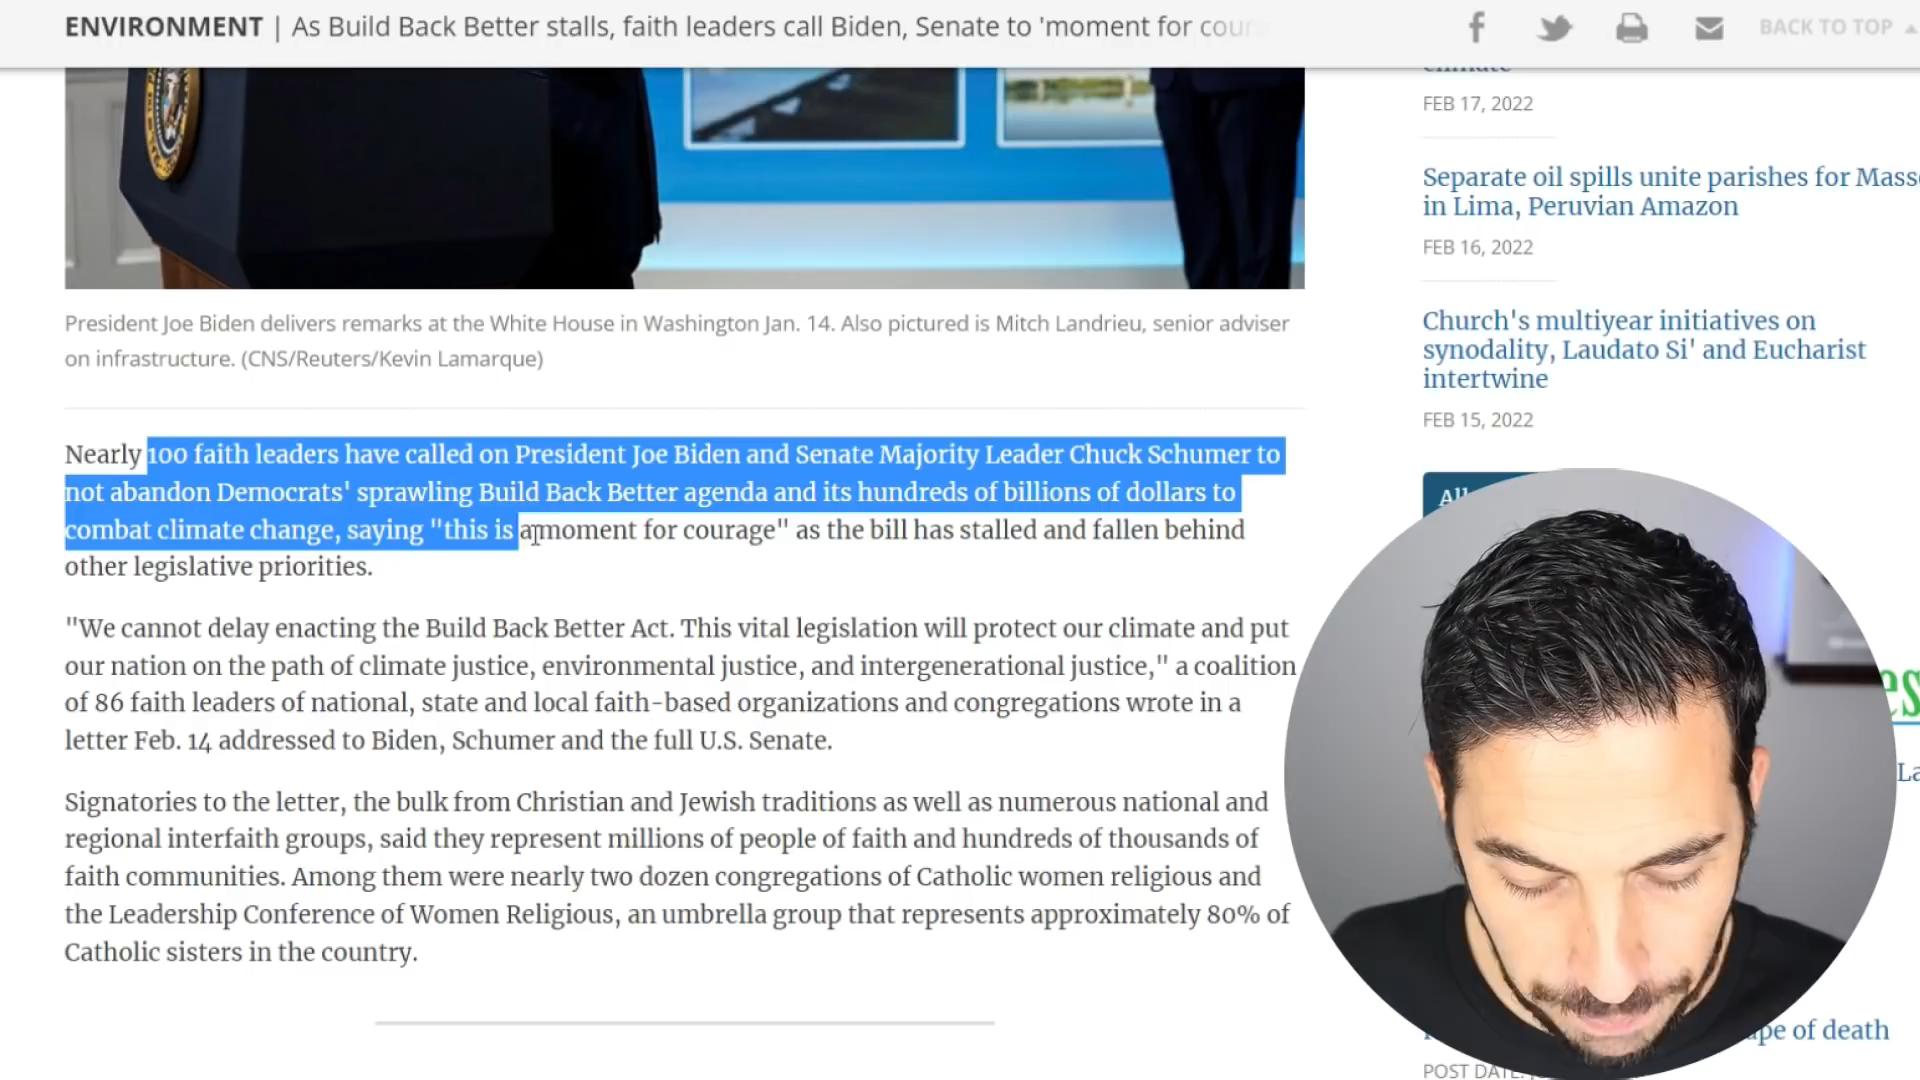 ENVIRONMENT | As Build Back Better stalls, faith leaders call Biden, Senate to 'moment for cour
BACK TO TOP
President Joe Biden delivers remarks at the White House in Washington Jan. 14. Also pictured is Mitch Landrieu, senior adviser
on infrastructure. (CNS/Reuters/Kevin Lamarque)
Nearly 100 faith leaders have called on President Joe Biden and Senate Majority Leader Chuck Schumer to
not abandon Democrats' sprawling Build Back Better agenda and its hundreds of billions of dollars to
combat climate change, saying "this is a moment for courage" as the bill has stalled and fallen behind
other legislative priorities.
"We cannot delay enacting the Build Back Better Act. This vital legislation will protect our climate and put
our nation on the path of climate justice, environmental justice, and intergenerational justice," a coalition
of 86 faith leaders of national, state and local faith-based organizations and congregations wrote in a
letter Feb. 14 addressed to Biden, Schumer and the full U.S. Senate.
Signatories to the letter, the bulk from Christian and Jewish traditions as well as numerous national and
regional interfaith groups, said they represent millions of people of faith and hundreds of thousands of
faith communities. Among them were nearly two dozen congregations of Catholic women religious and
the Leadership Conference of Women Religious, an umbrella group that represents approximately 80% of
Catholic sisters in the country.
climate
FEB 17, 2022
Separate oil spills unite parishes for Mass
in Lima, Peruvian Amazon
FEB 16, 2022
Church's multiyear initiatives on
synodality, Laudato Si' and Eucharist
intertwine
FEB 15, 2022
es
La
of death
POST DATE: